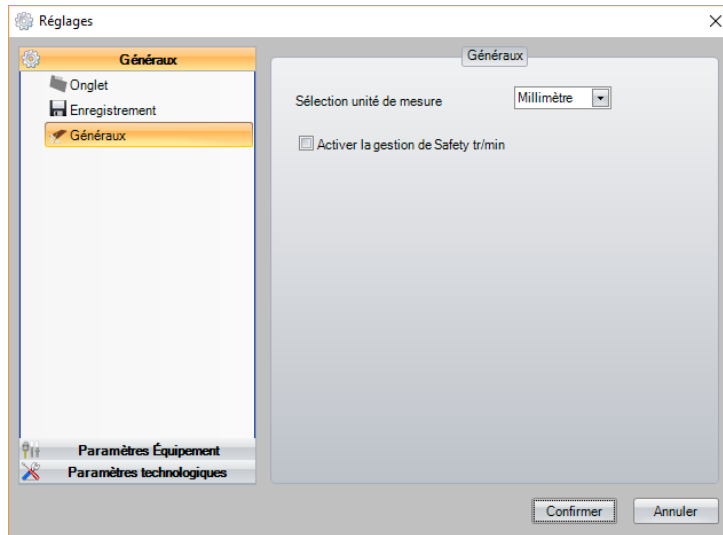 Réglages
Généraux
Onglet
Enregistrement
Généraux
Paramètres Équipement
Paramètres technologiques
Généraux
Sélection unité de mesure
Millimètre
Activer la gestion de Safety tr/min
Confirmer
Annuler